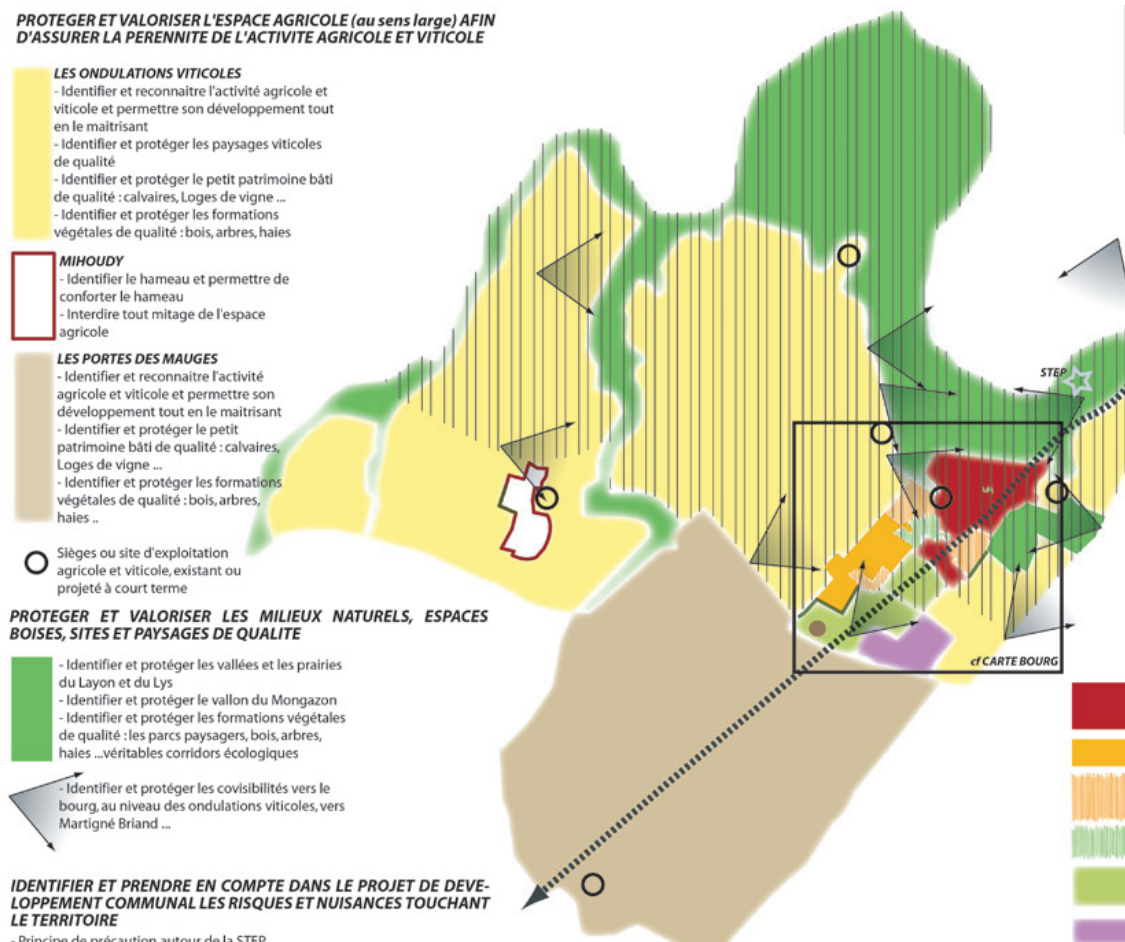 PROTEGER ET VALORISER L'ESPACE AGRICOLE (au sens large) AFIN
D'ASSURER LA PERENNITE DE L'ACTIVITE AGRICOLE ET VITICOLE
LES ONDULATIONS VITICOLES
- Identifier et reconnaitre l'activité agricole et
viticole et permettre son développement tout
en le maitrisant
- Identifier et protéger les paysages viticoles
de qualité
- Identifier et protéger le petit patrimoine bâti
de qualité : calvaires, Loges de vigne ...
- Identifier et protéger les formations
végétales de qualité : bois, arbres, haies
MIHOUDY
- Identifier le hameau et permettre de
conforter le hameau
- Interdire tout mitage de l'espace
agricole
LES PORTES DES MAUGES
- Identifier et reconnaitre l'activité
agricole et viticole et permettre son
développement tout en le maitrisant
- Identifier et protéger le petit
patrimoine bâti de qualité : calvaires,
Loges de vigne ...
- Identifier et protéger les formations
végétales de qualité : bois, arbres,
haies ..
Sièges ou site d'exploitation
agricole et viticole, existant ou
projeté à court terme
PROTEGER ET VALORISER LES MILIEUX NATURELS, ESPACES
BOISES, SITES ET PAYSAGES DE QUALITE
- Identifier et protéger les vallées et les prairies
du Layon et du Lys
- Identifier et protéger le vallon du Mongazon
- Identifier et protéger les formations végétales
de qualité : les parcs paysagers, bois, arbres,
haies ...véritables corridors écologiques
- Identifier et protéger les covisibilités vers le
bourg, au niveau des ondulations viticoles, vers
Martigné Briand ...
IDENTIFIER ET PRENDRE EN COMPTE DANS LE PROJET DE DEVE-
LOPPEMENT COMMUNAL LES RISQUES ET NUISANCES TOUCHANT
LE TERRITOIRE
- Principe de précaution autour de la STEP
STEP
cf CARTE BOURG